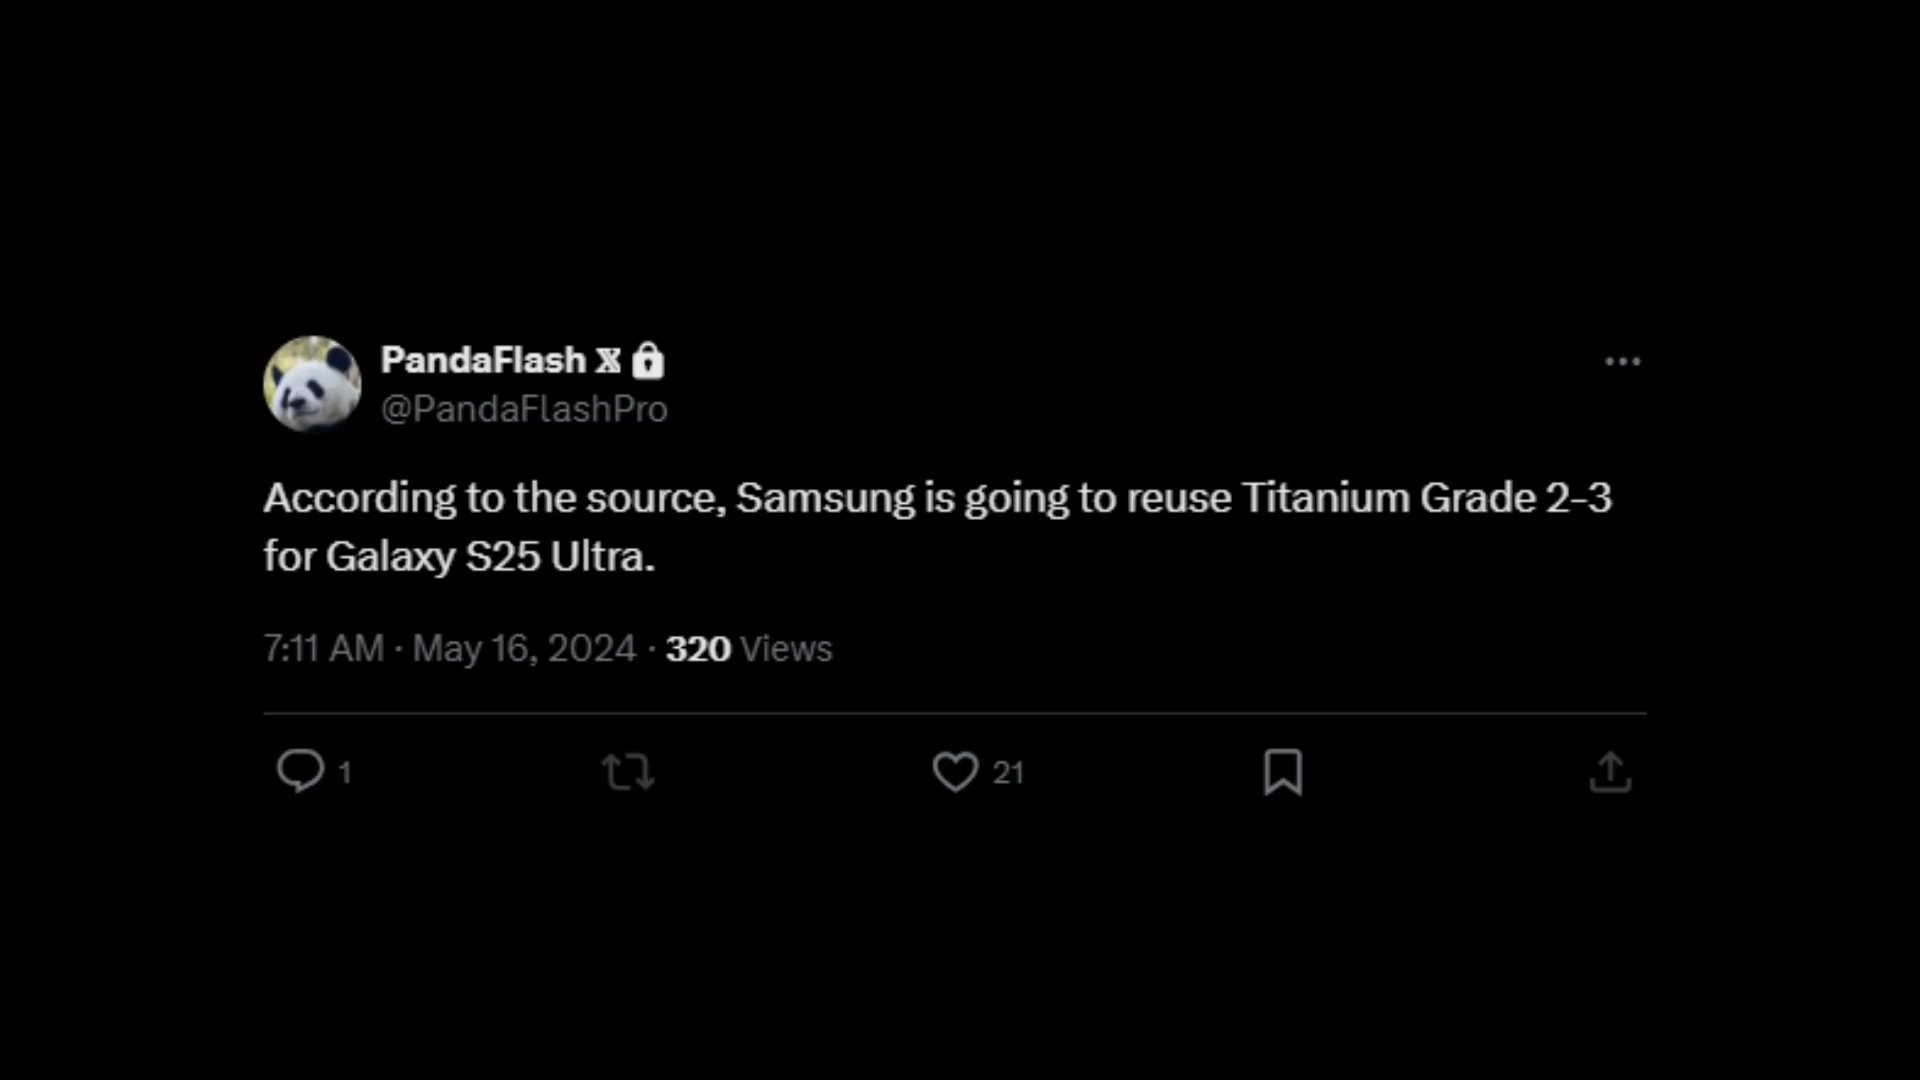 PandaFlash 𝕏
@PandaFlashPro
According to the source, Samsung is going to reuse Titanium Grade 2-3
for Galaxy S25 Ultra.
7:11 AM · May 16, 2024 · 320 Views
1 21